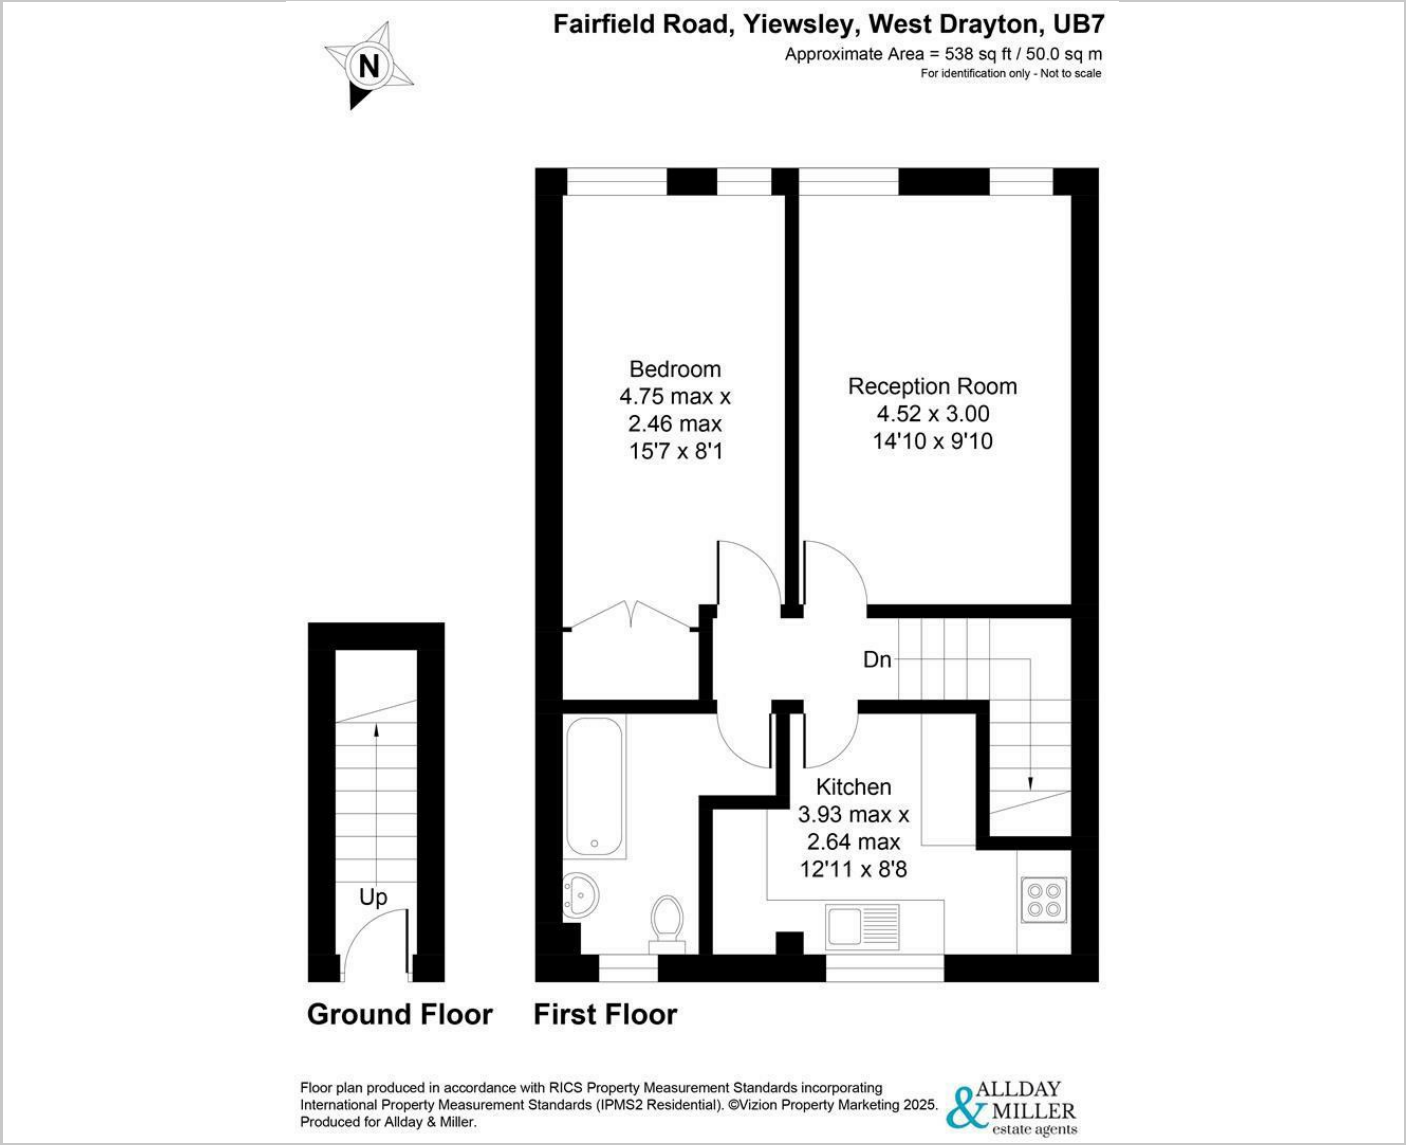 Fairfield Road, Yiewsley, West Drayton, UB7
Approximate Area = 538 sq ft / 50.0 sq m
For identification only - Not to scale
N
Bedroom
4.75 max x
2.46 max
15'7 x 8'1
Reception Room
4.52 x 3.00
14'10 x 9'10
Dn
Kitchen
3.93 max x
2.64 max
12'11 x 8'8
Up
Ground Floor
First Floor
Floor plan produced in accordance with RICS Property Measurement Standards incorporating
International Property Measurement Standards (IPMS2 Residential). ©Vizion Property Marketing 2025.
Produced for Allday & Miller.
ALLDAY
& MILLER
estate agents